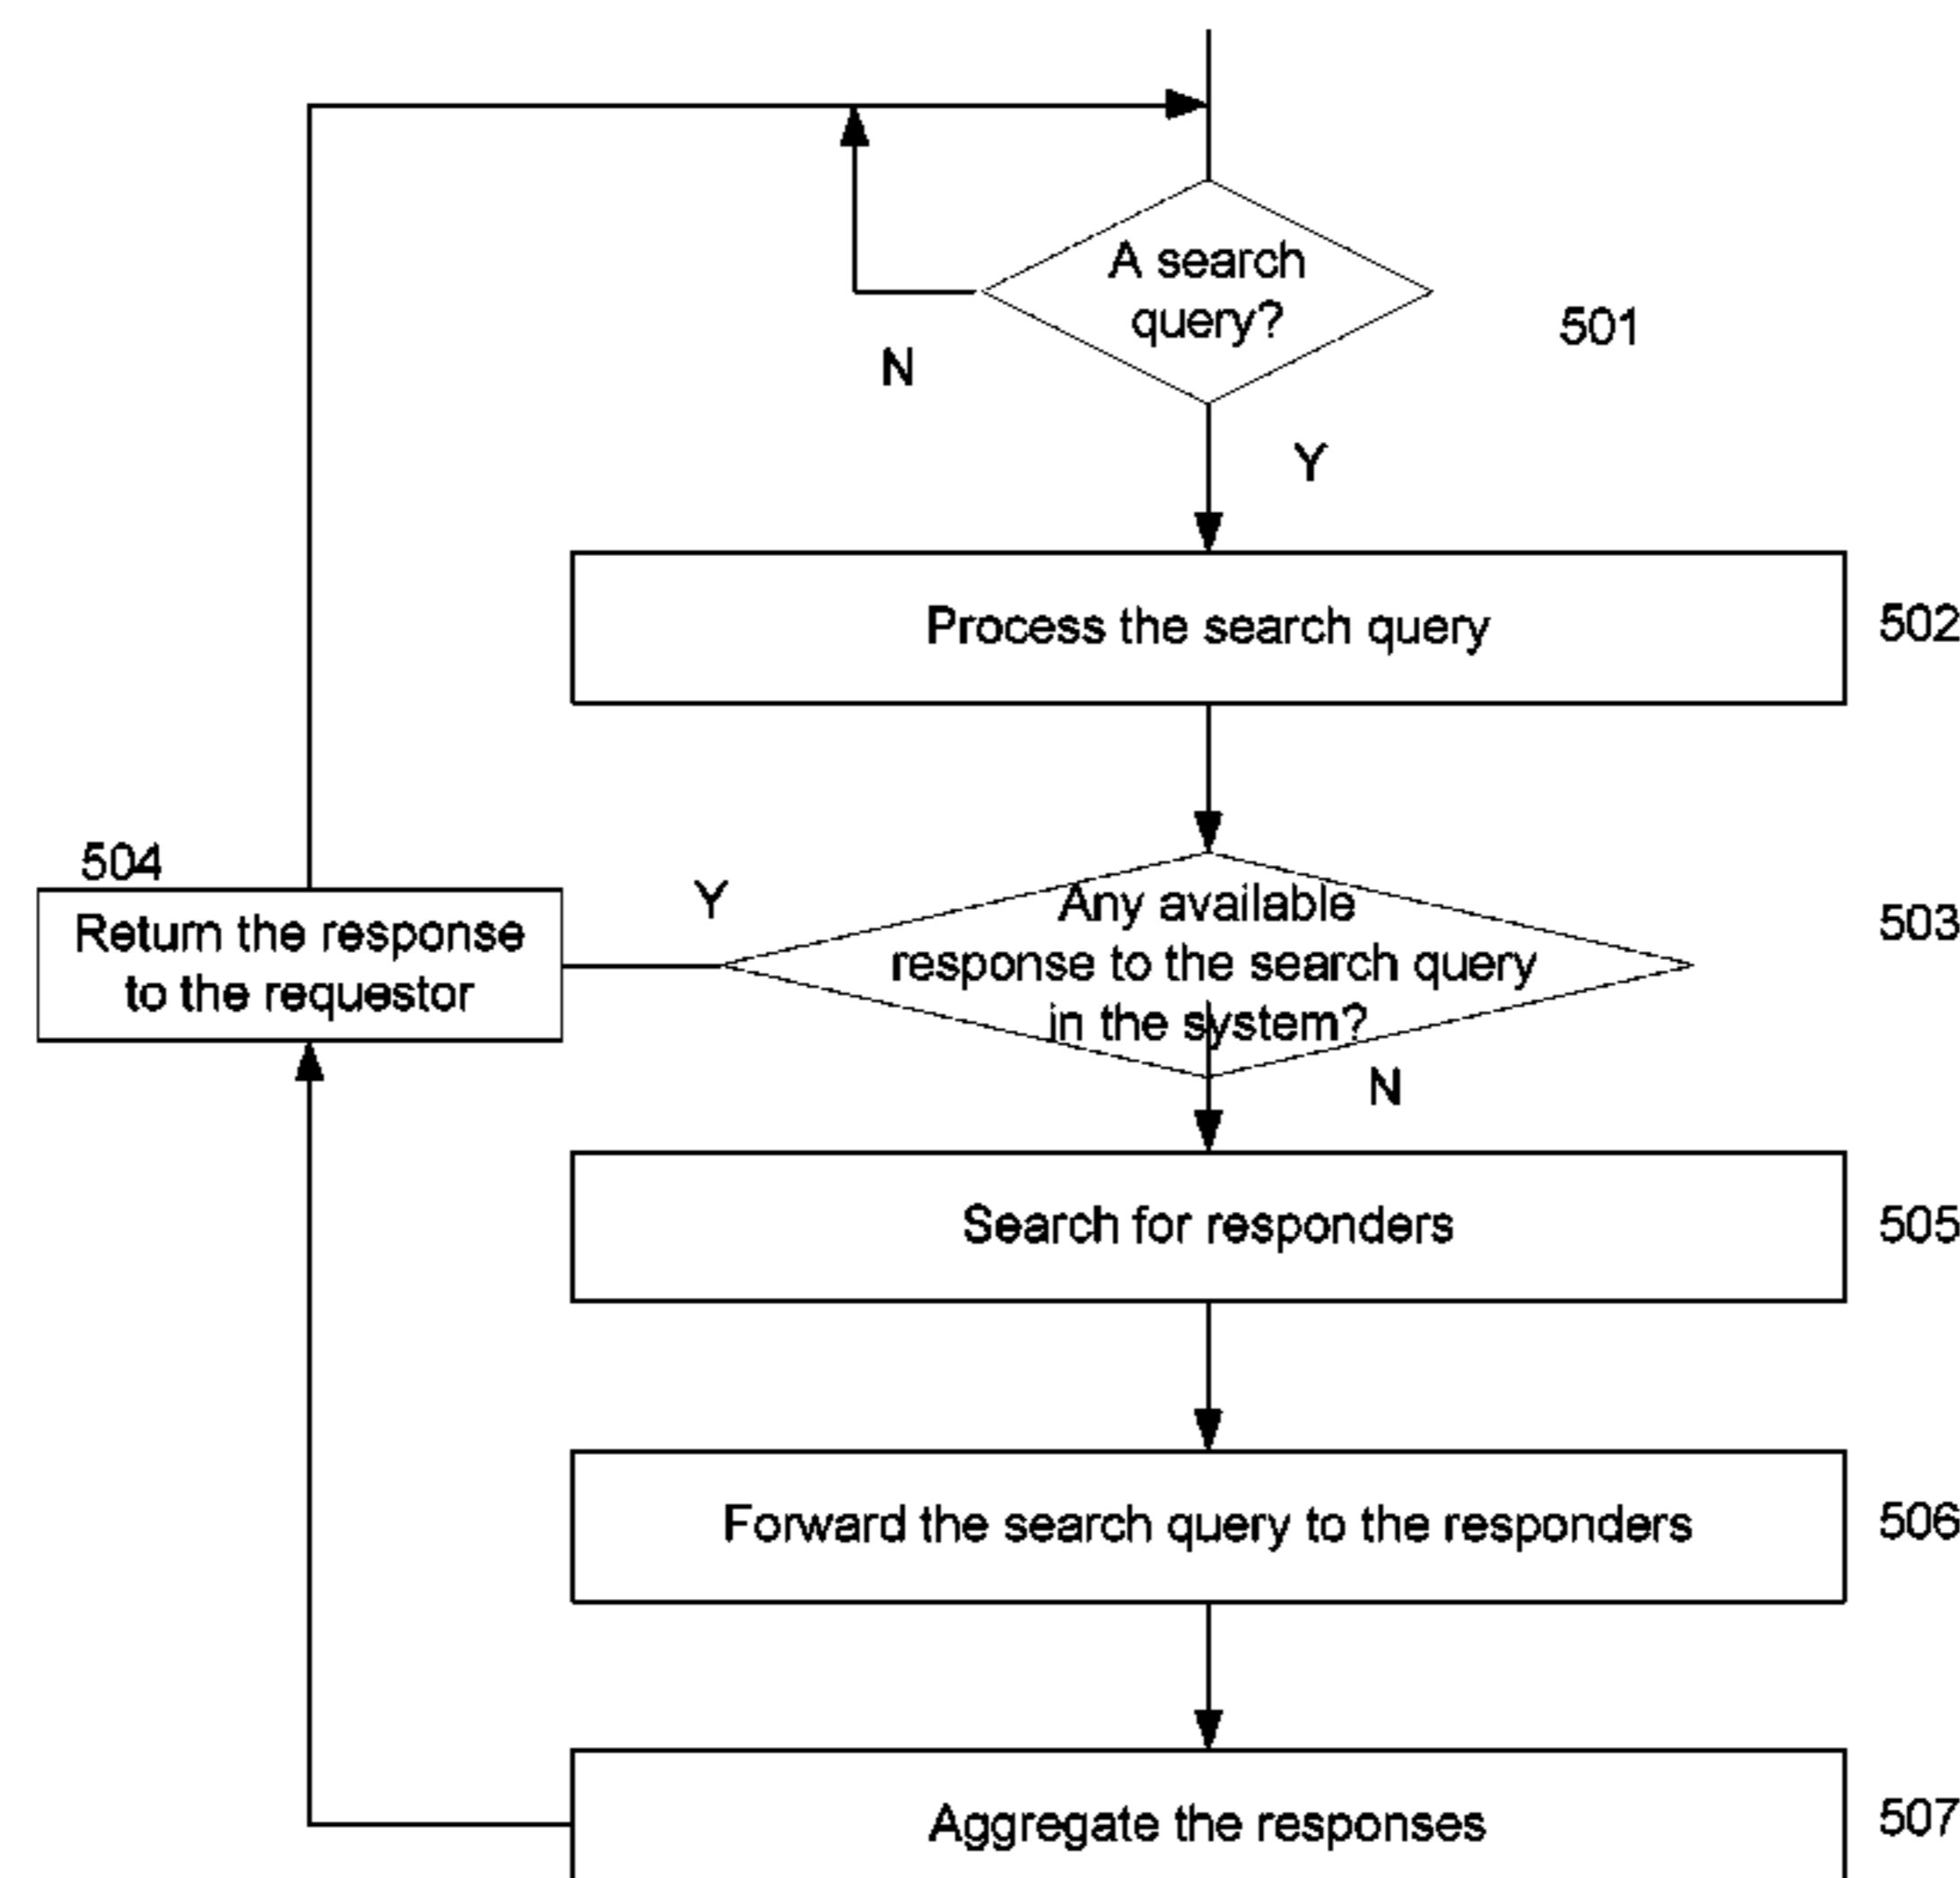 A search
query?
501
N
Y
Process the search query
502
504
Return the response
to the requestor
Y
Any available
response to the search query
in the system?
503
N
Search for responders
505
Forward the search query to the responders
506
Aggregate the responses
507